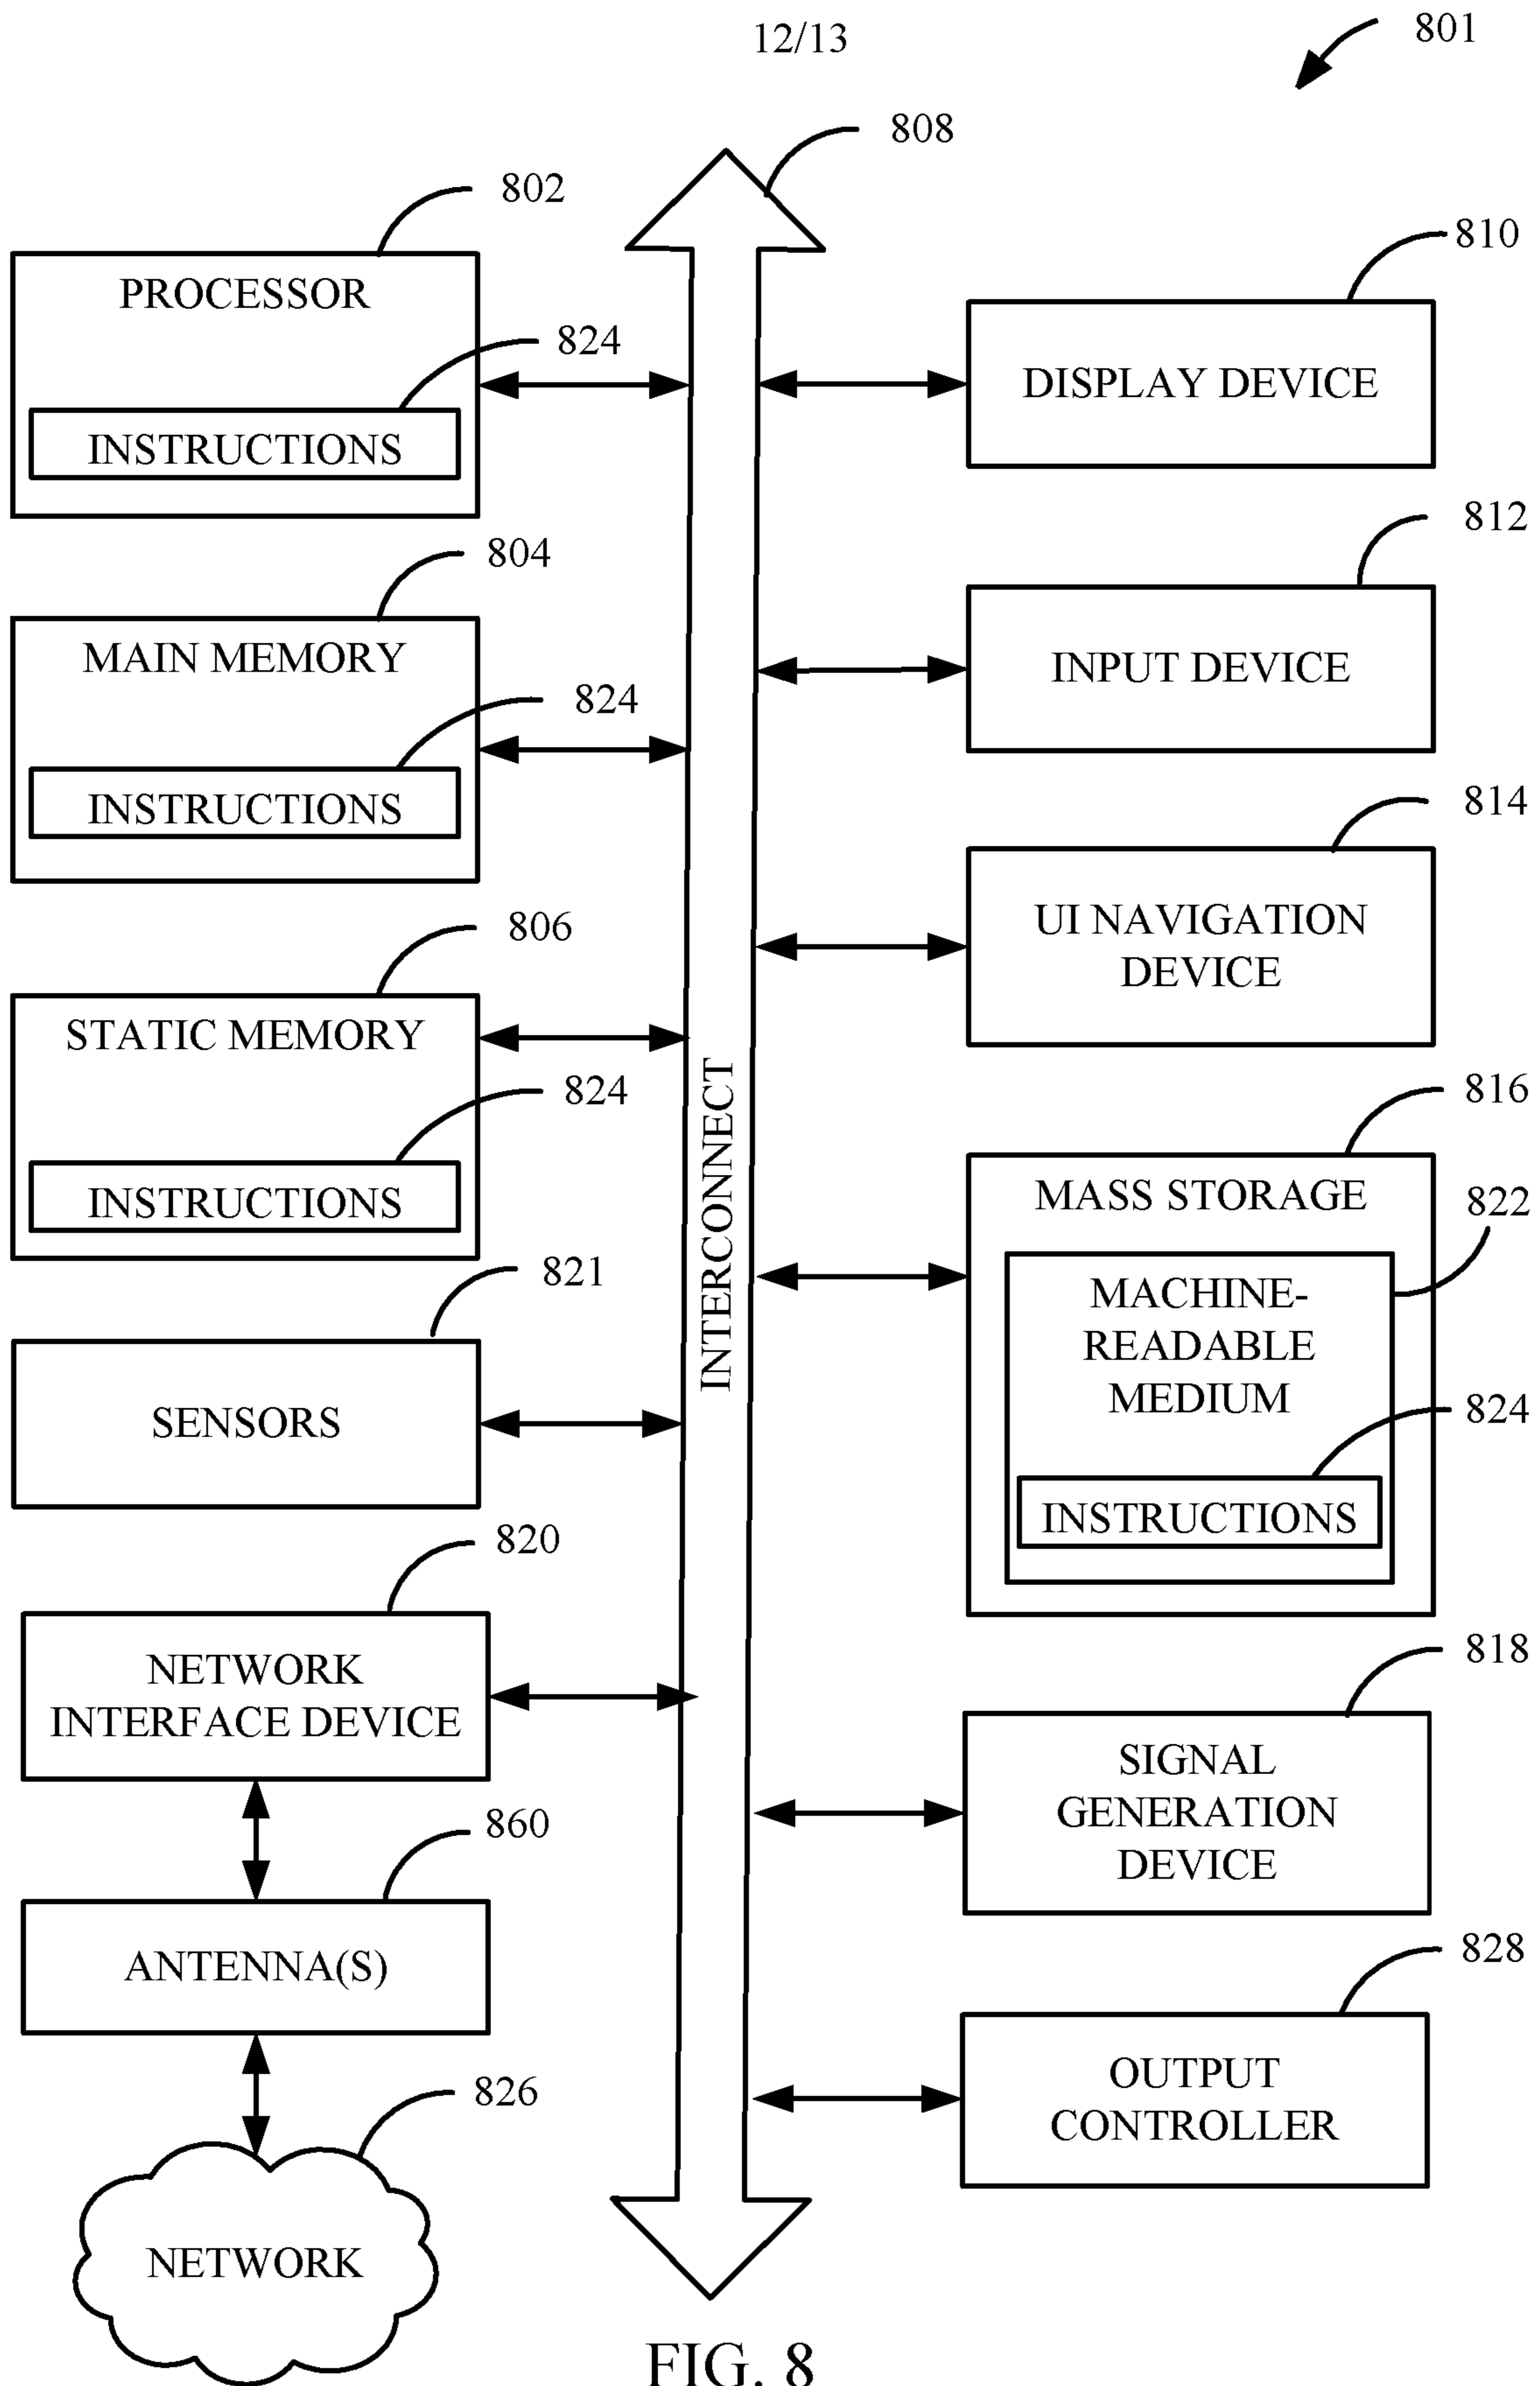 12/13
801
808
802
PROCESSOR
824
INSTRUCTIONS
804
MAIN MEMORY
824
INSTRUCTIONS
806
STATIC MEMORY
824
INSTRUCTIONS
821
SENSORS
820
NETWORK
INTERFACE DEVICE
860
ANTENNA(S)
826
NETWORK
INTERCONNECT
810
DISPLAY DEVICE
812
INPUT DEVICE
814
UI NAVIGATION
DEVICE
816
MASS STORAGE
822
MACHINE-
READABLE
MEDIUM
824
INSTRUCTIONS
818
SIGNAL
GENERATION
DEVICE
828
OUTPUT
CONTROLLER
FIG. 8